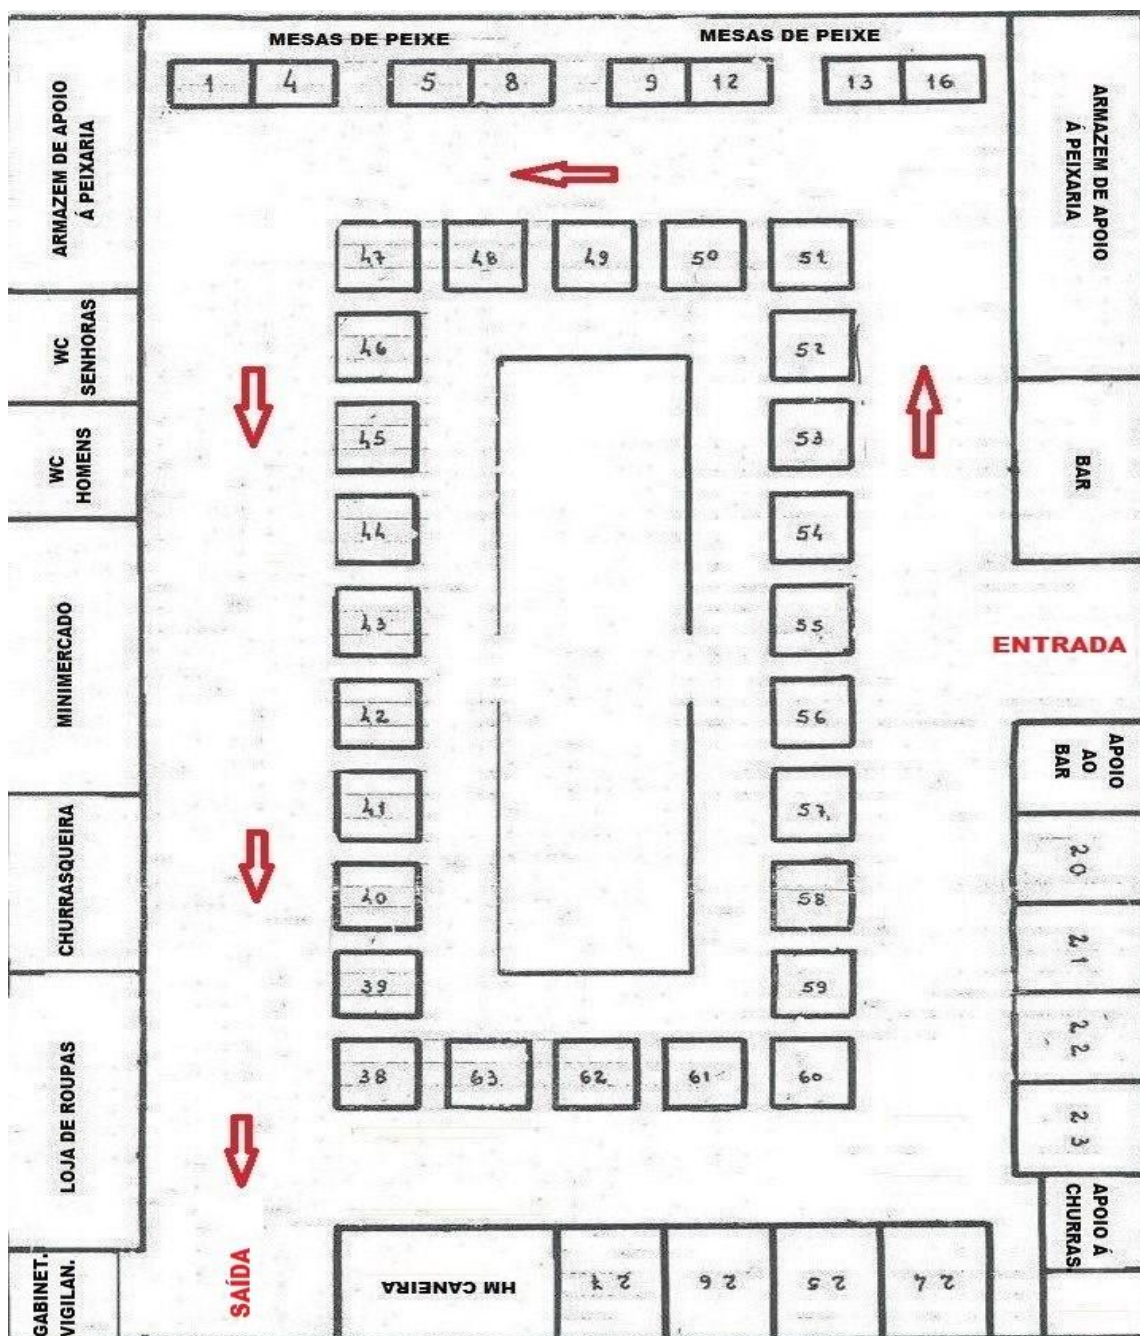 MESAS DE PEIXE
MESAS DE PEIXE
1
4
5
8
9
12
13
16
ARMAZEM DE APOIO
Á PEIXARIA
ARMAZEM DE APOIO
Á PEIXARIA
47
48
49
50
51
WC
SENHORAS
46
52
WC
HOMENS
45
53
BAR
44
54
MINIMERCADO
43
55
ENTRADA
42
56
APOIO
AO
BAR
41
57
CHURRASQUEIRA
40
58
20
39
59
21
LOJA DE ROUPAS
38
63
62
61
60
22
23
APOIO Á
CHURRAS.
SAÍDA
GABINET.
VIGILAN.
HM CANEIRA
27
26
25
24